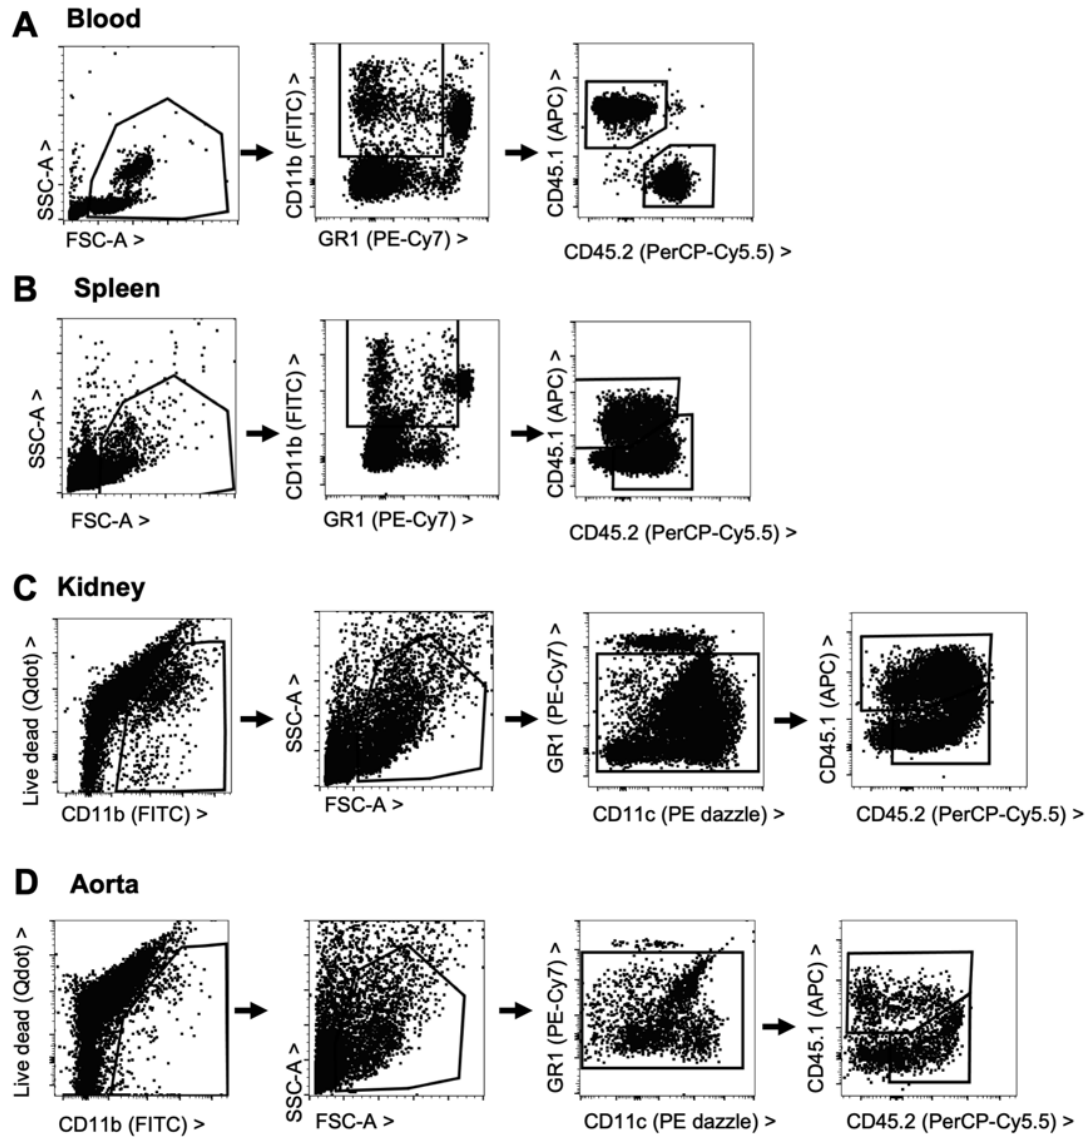 A Blood
SSC-A >
FSC-A >
CD11b (FITC) >
GR1 (PE-Cy7) >
CD45.1 (APC) >
CD45.2 (PerCP-Cy5.5) >
B Spleen
SSC-A >
FSC-A >
CD11b (FITC) >
GR1 (PE-Cy7) >
CD45.1 (APC) >
CD45.2 (PerCP-Cy5.5) >
C Kidney
Live dead (Qdot) >
CD11b (FITC) >
SSC-A >
FSC-A >
GR1 (PE-Cy7) >
CD11c (PE dazzle) >
CD45.1 (APC) >
CD45.2 (PerCP-Cy5.5) >
D Aorta
Live dead (Qdot) >
CD11b (FITC) >
SSC-A >
FSC-A >
GR1 (PE-Cy7) >
CD11c (PE dazzle) >
CD45.1 (APC) >
CD45.2 (PerCP-Cy5.5) >